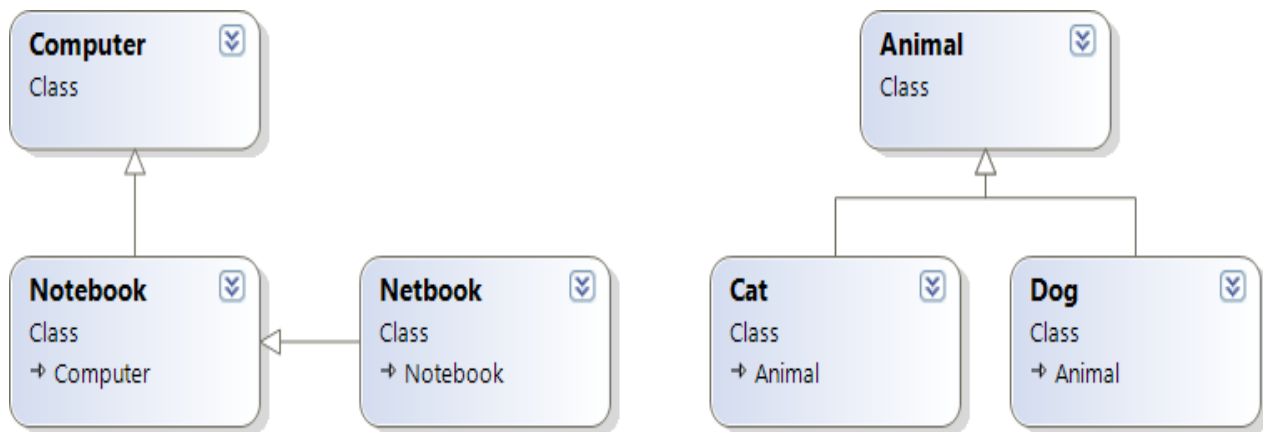 Computer
Class
Animal
Class
Notebook
Class
Computer
Netbook
Class
Notebook
Cat
Class
Animal
Dog
Class
Animal